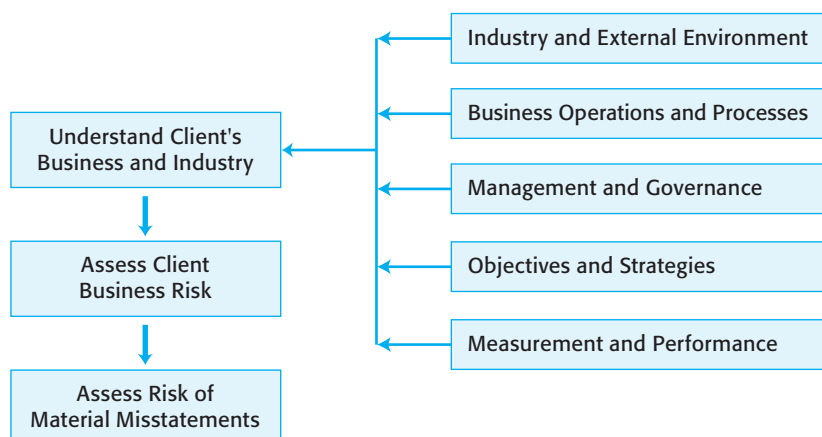 Understand Client's
Business and Industry
Assess Client
Business Risk
Assess Risk of
Material Misstatements
Industry and External Environment
Business Operations and Processes
Management and Governance
Objectives and Strategies
Measurement and Performance